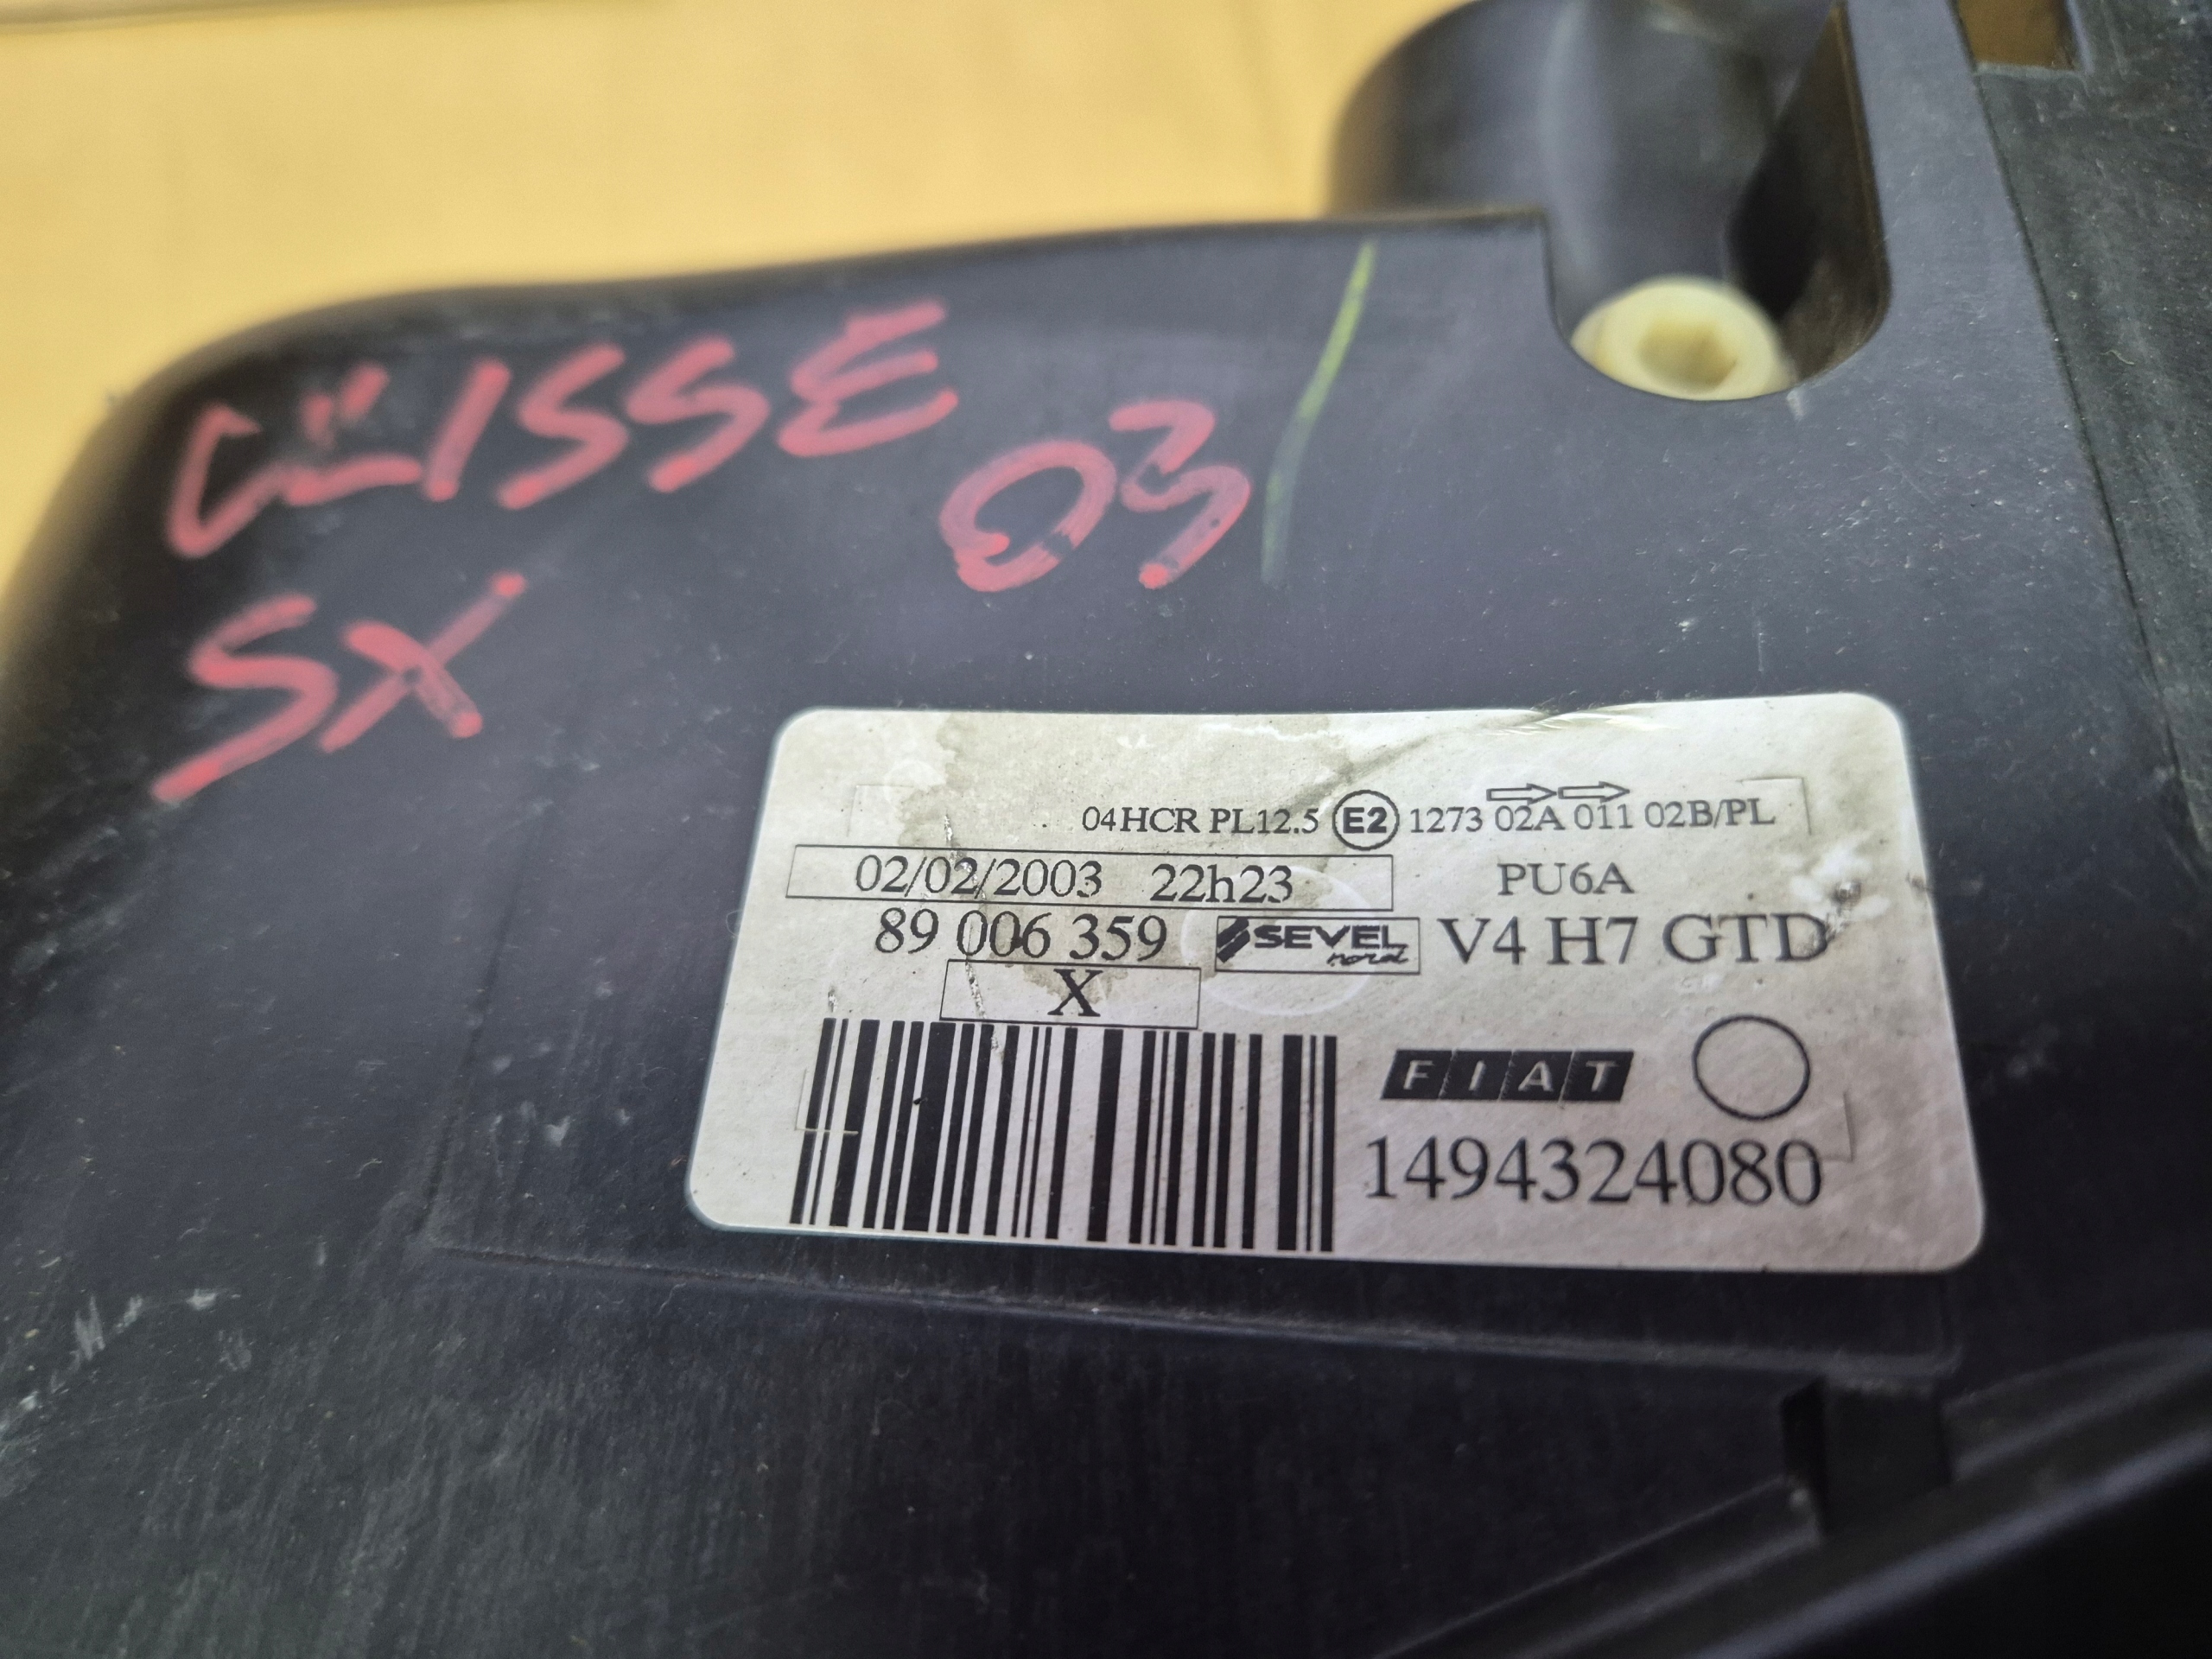 ULISSE
03
SX
04HCR PL12.5 E2 1273 02A 011 02B/PL
02/02/2003 22h23 PU6A
89 006 359 SEVEL nord V4 H7 GTD
X
FIAT
1494324080